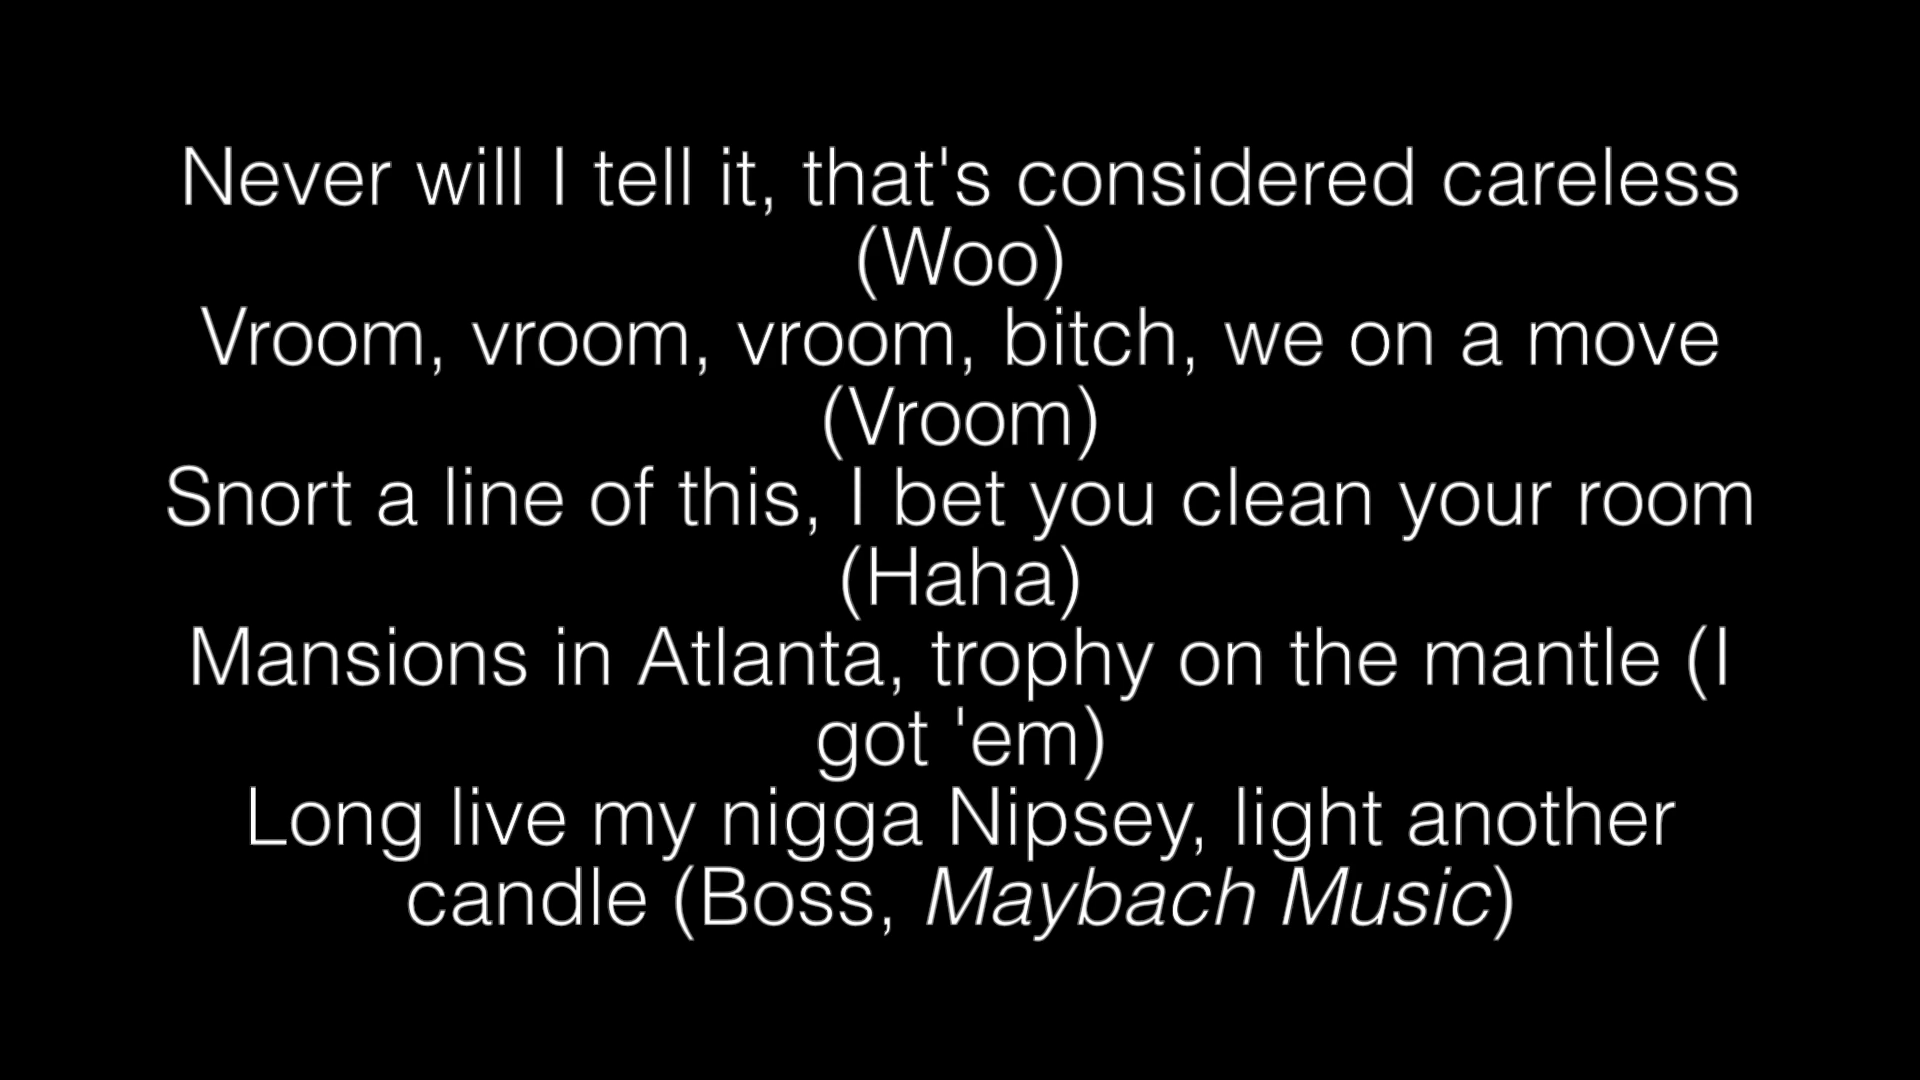 Never will I tell it, that's considered careless
(Woo)
Vroom, vroom, vroom, bitch, we on a move
(Vroom)
Snort a line of this, I bet you clean your room
(Haha)
Mansions in Atlanta, trophy on the mantle (I
got 'em)
Long live my nigga Nipsey, light another
candle (Boss, Maybach Music)